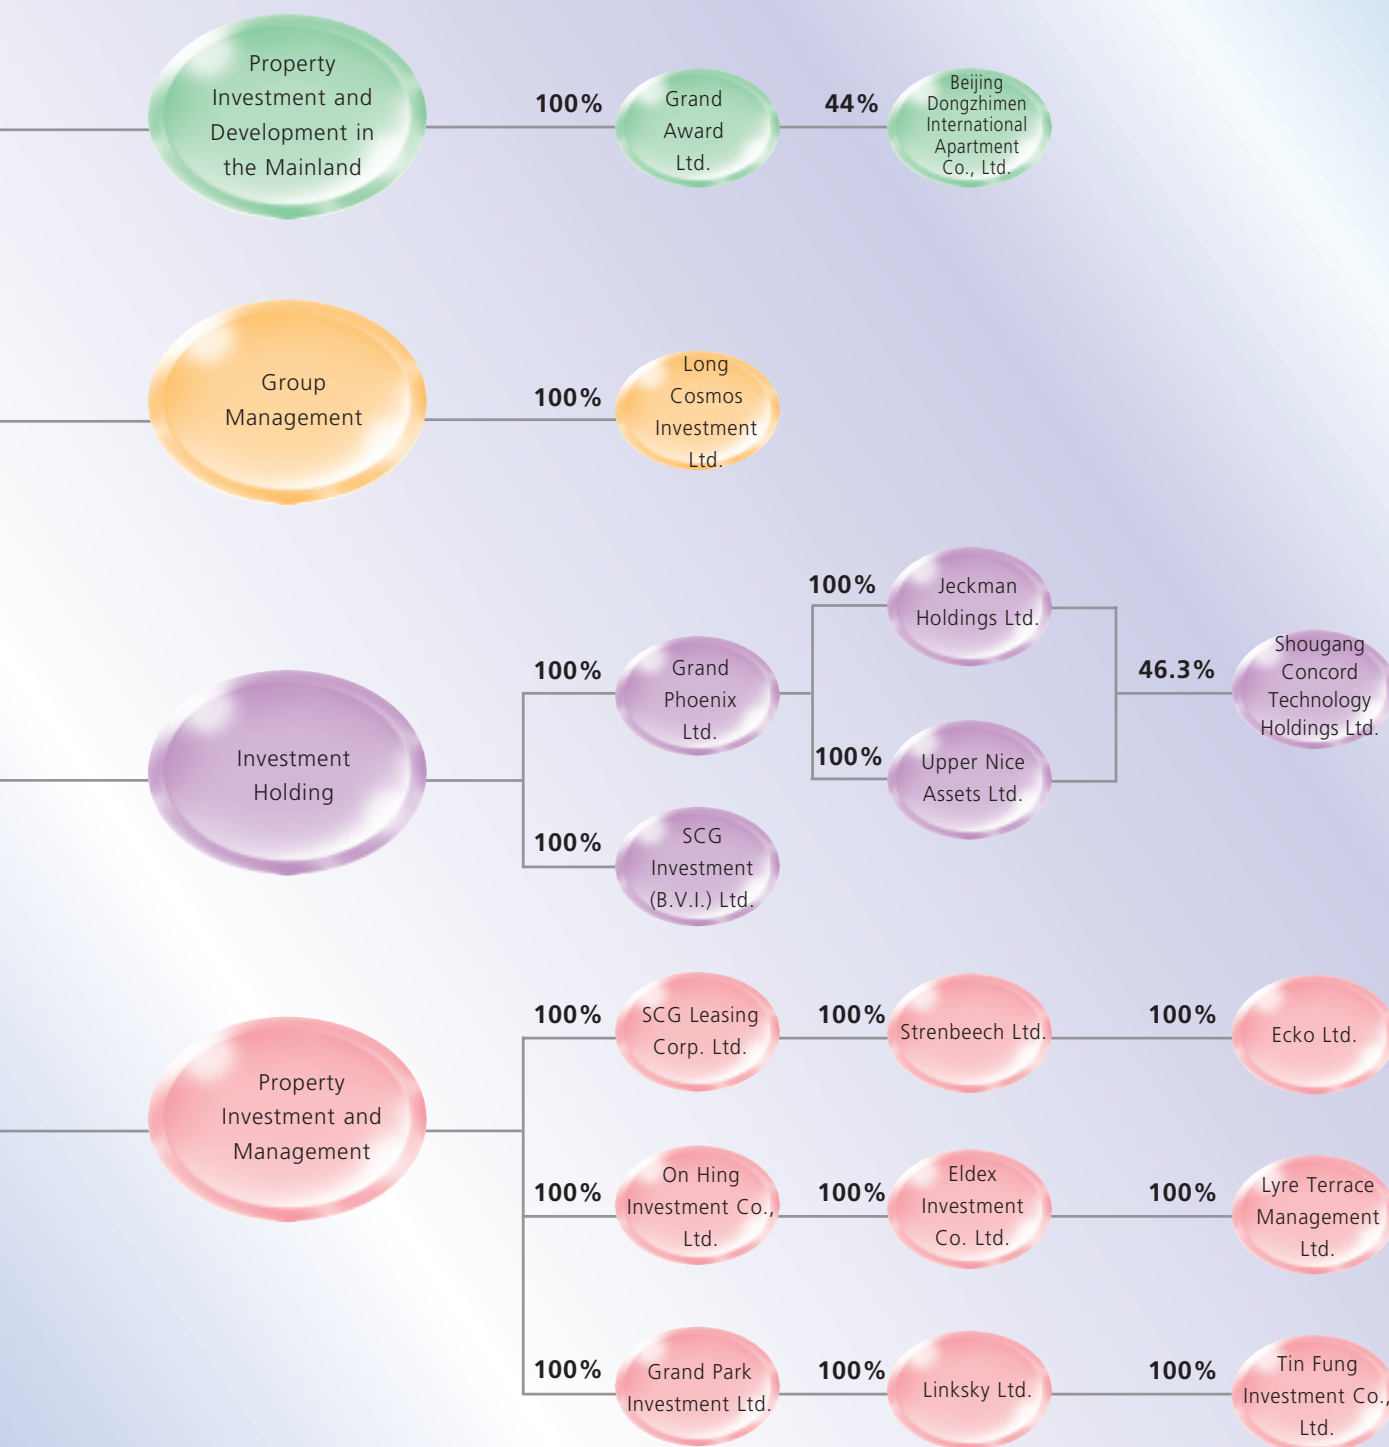 Property
Investment and
Development in
the Mainland
100%
Grand
Award
Ltd.
44%
Beijing
Dongzhimen
International
Apartment
Co., Ltd.
Group
Management
100%
Long
Cosmos
Investment
Ltd.
Investment
Holding
100%
Grand
Phoenix
Ltd.
100%
Jeckman
Holdings Ltd.
100%
Upper Nice
Assets Ltd.
46.3%
Shougang
Concord
Technology
Holdings Ltd.
100%
SCG
Investment
(B.V.I.) Ltd.
Property
Investment and
Management
100%
SCG Leasing
Corp. Ltd.
100%
Strenbeech Ltd.
100%
Ecko Ltd.
100%
On Hing
Investment Co.,
Ltd.
100%
Eldex
Investment
Co. Ltd.
100%
Lyre Terrace
Management
Ltd.
100%
Grand Park
Investment Ltd.
100%
Linksky Ltd.
100%
Tin Fung
Investment Co.,
Ltd.